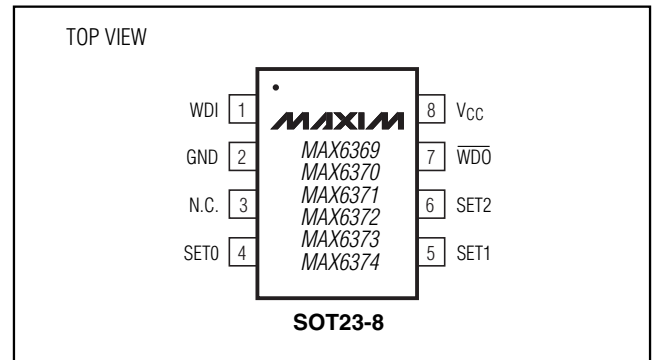 TOP VIEW
WDI 1
8 VCC
MAXIM
GND 2
MAX6369
7 W̅D̅O̅
MAX6370
N.C. 3
MAX6371
6 SET2
MAX6372
SET0 4
MAX6373
5 SET1
MAX6374
SOT23-8